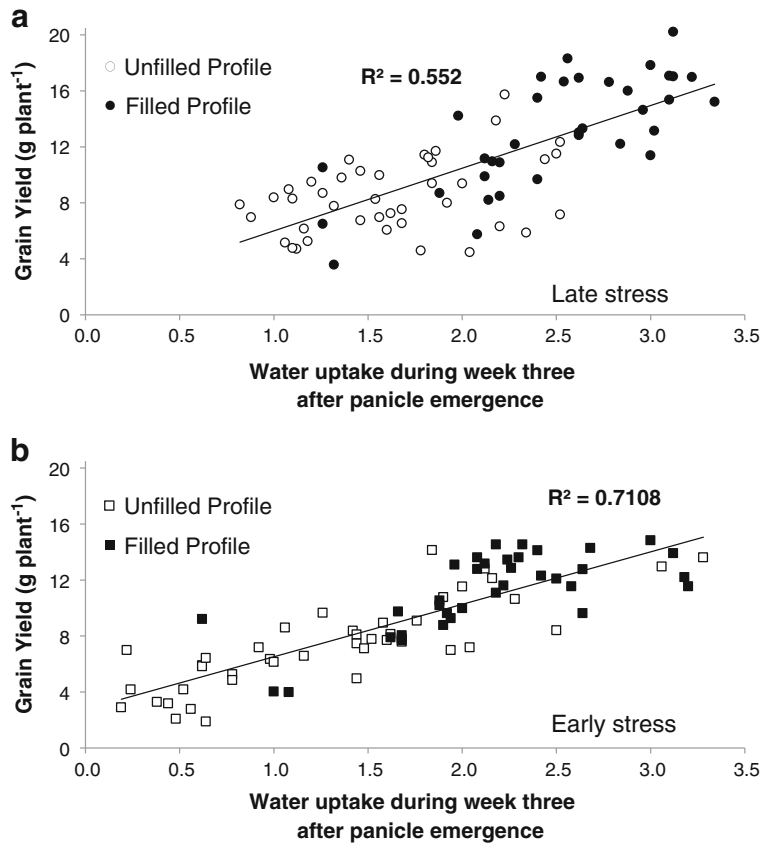 a
20
16
12
8
4
0
Grain Yield (g plant⁻¹)
Unfilled Profile
Filled Profile
R² = 0.552
Late stress
0.0 0.5 1.0 1.5 2.0 2.5 3.0 3.5
Water uptake during week three
after panicle emergence
b
20
16
12
8
4
0
Grain Yield (g plant⁻¹)
Unfilled Profile
Filled Profile
R² = 0.7108
Early stress
0.0 0.5 1.0 1.5 2.0 2.5 3.0 3.5
Water uptake during week three
after panicle emergence